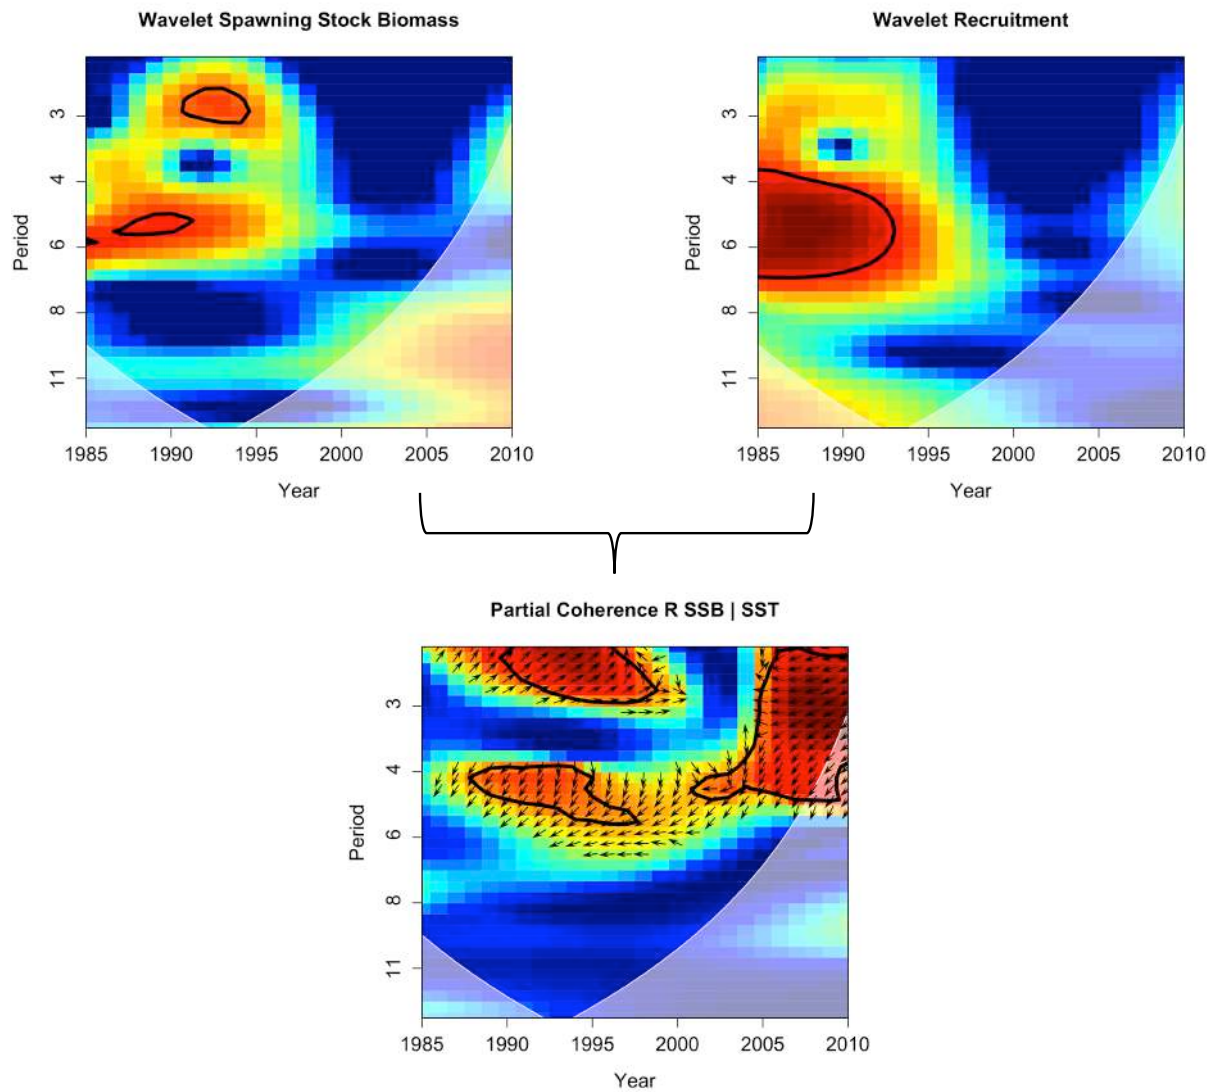 Wavelet Spawning Stock Biomass
Period
3
4
6
8
11
1985 1990 1995 2000 2005 2010
Year
Wavelet Recruitment
Period
3
4
6
8
11
1985 1990 1995 2000 2005 2010
Year
Partial Coherence R SSB | SST
Period
3
4
6
8
11
1985 1990 1995 2000 2005 2010
Year